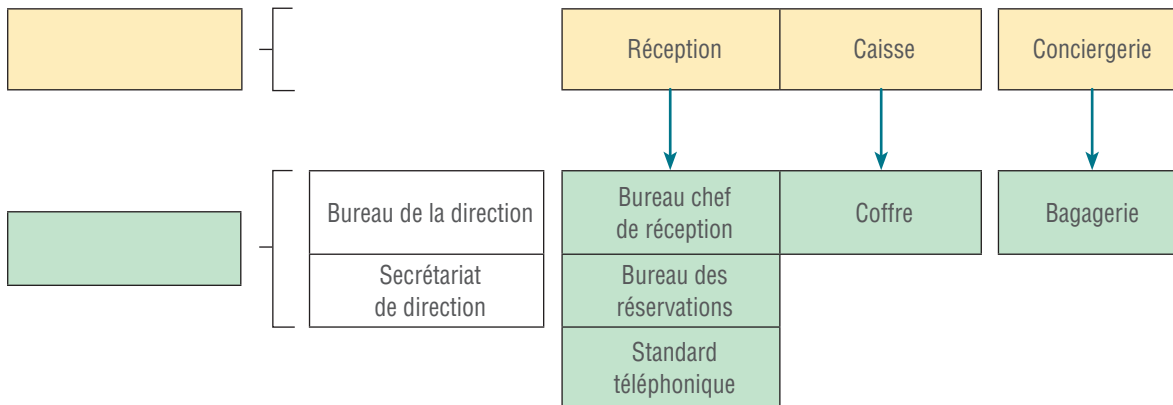 Réception
Caisse
Conciergerie
Bureau de la direction
Bureau chef
de réception
Coffre
Bagagerie
Secrétariat
de direction
Bureau des
réservations
Standard
téléphonique